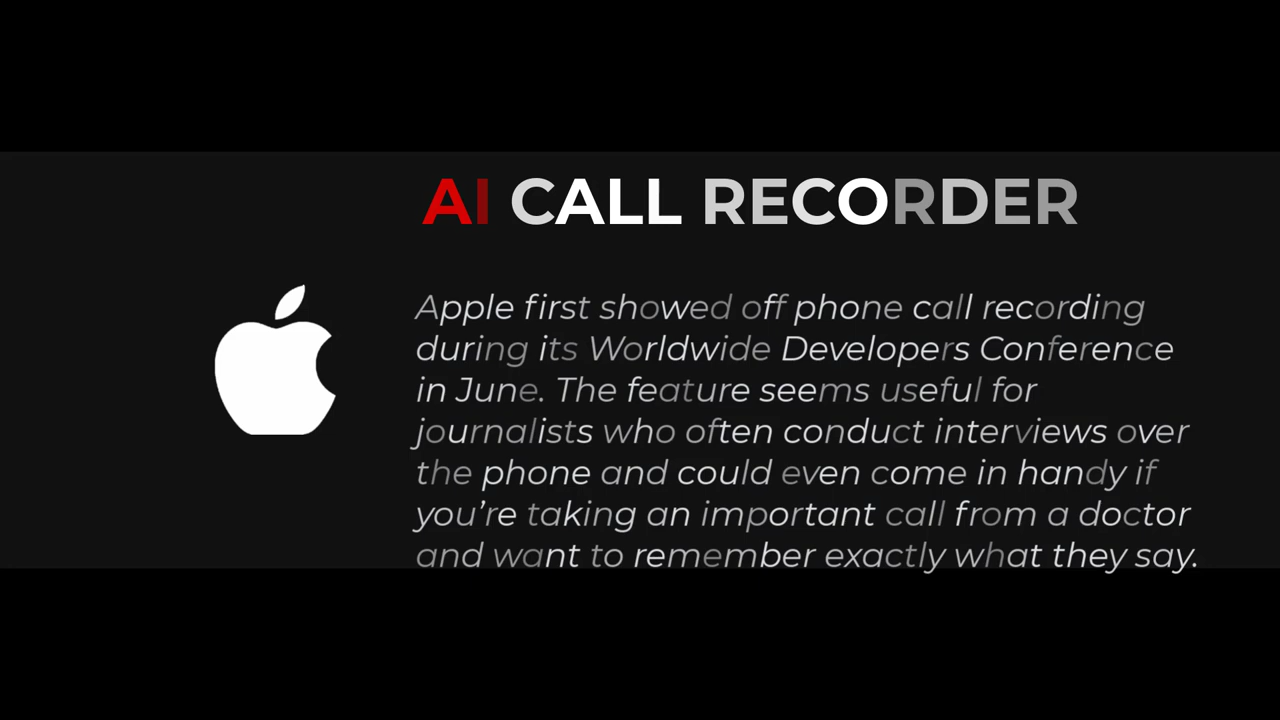 AI CALL RECORDER
Apple first showed off phone call recording
during its Worldwide Developers Conference
in June. The feature seems useful for
journalists who often conduct interviews over
the phone and could even come in handy if
you’re taking an important call from a doctor
and want to remember exactly what they say.